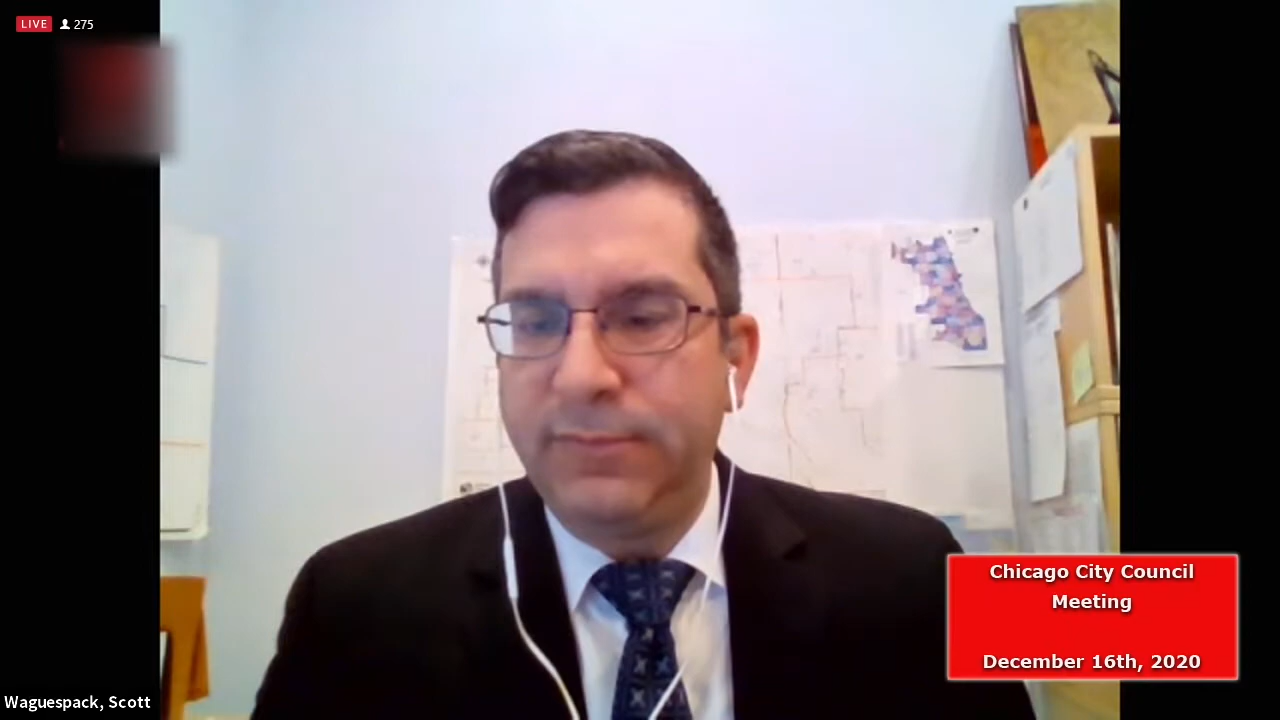 LIVE 275
Chicago City Council
Meeting
December 16th, 2020
Waguespack, Scott